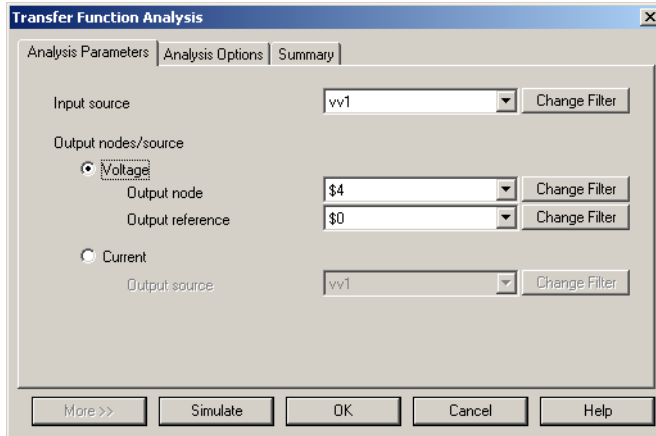 Transfer Function Analysis
Analysis Parameters Analysis Options Summary
Input source vv1 Change Filter
Output nodes/source
Voltage
Output node $4 Change Filter
Output reference $0 Change Filter
Current
Output source vv1 Change Filter
More >> Simulate OK Cancel Help